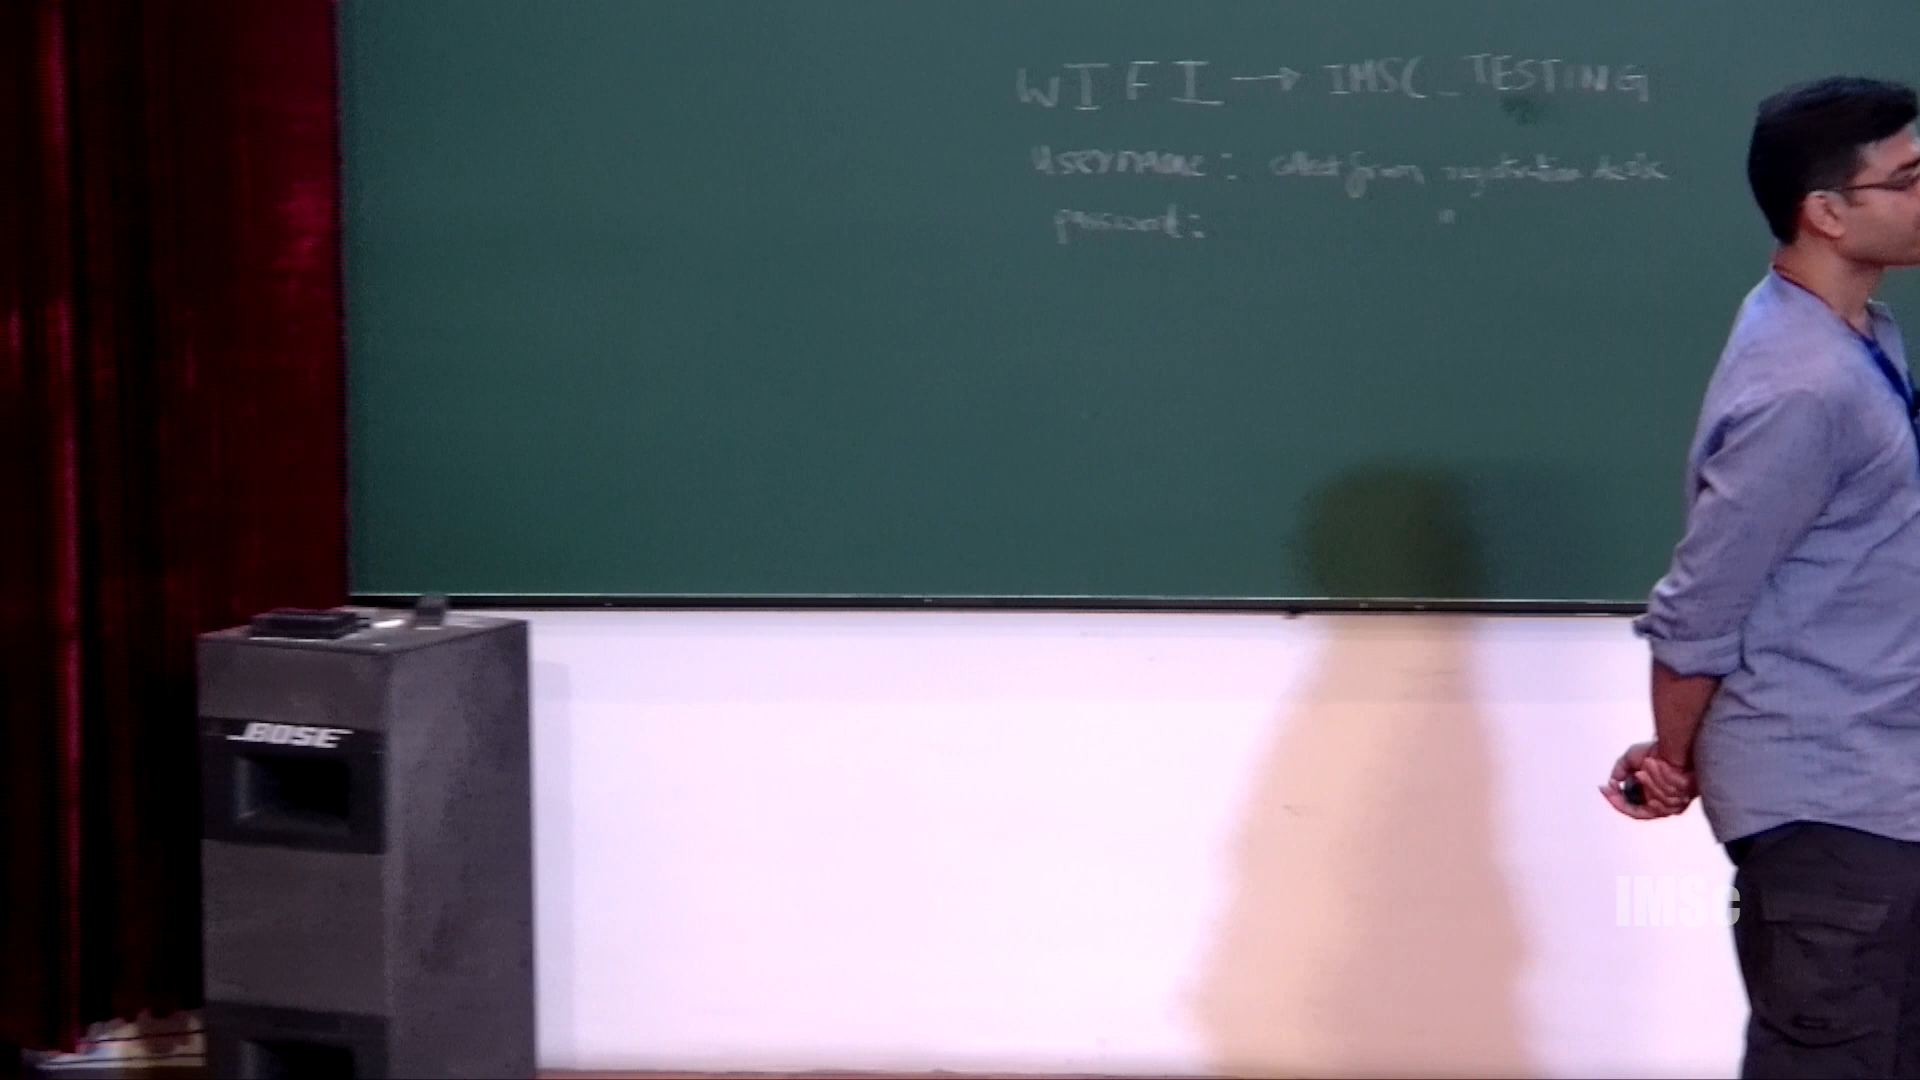 WIFI → IMSC_TESTING
username: collect from registration desk
password: "
BOSE
IMSc